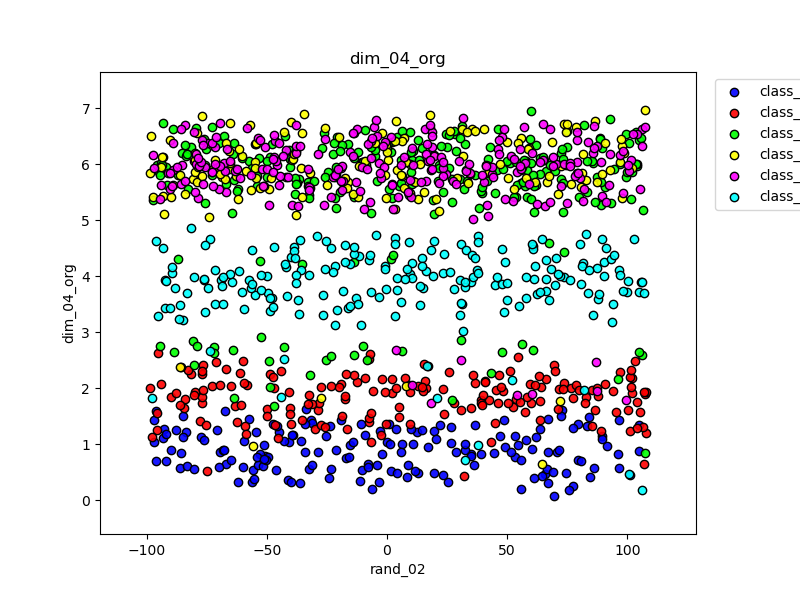 dim_04_org
class_
class_
class_
class_
class_
class_
7
6
5
4
3
2
1
0
dim_04_org
−100
−50
0
50
100
rand_02